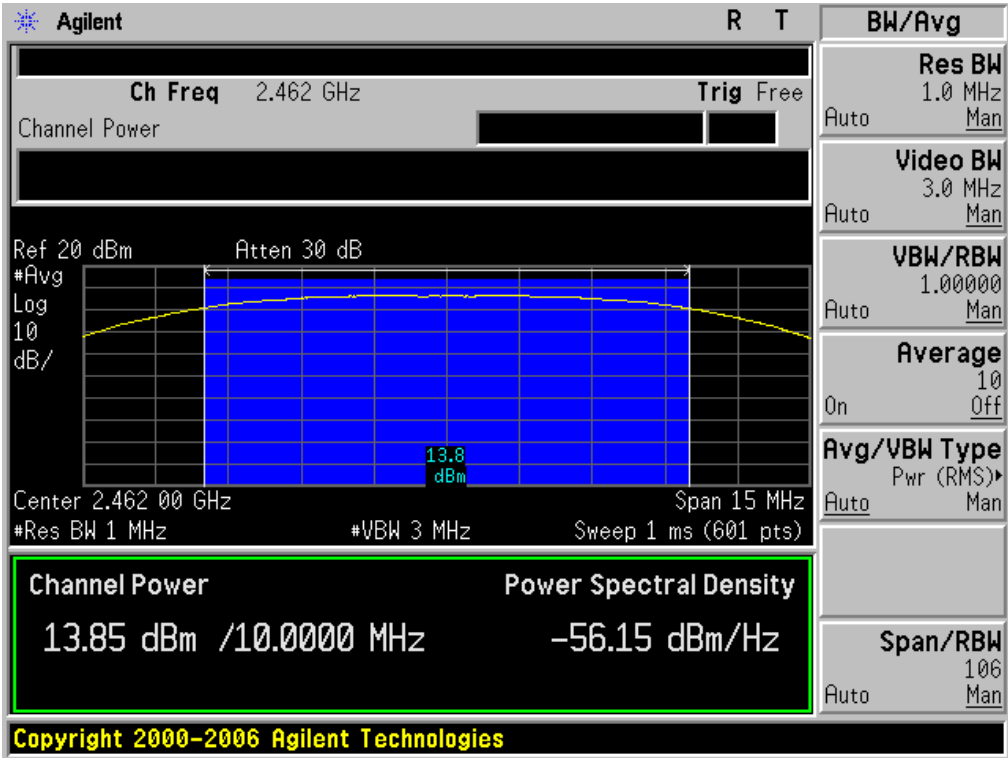 Agilent R T
Ch Freq 2.462 GHz Trig Free
Channel Power
Ref 20 dBm Atten 30 dB
#Avg
Log
10
dB/
13.8
dBm
Center 2.462 00 GHz Span 15 MHz
#Res BW 1 MHz #VBW 3 MHz Sweep 1 ms (601 pts)
Channel Power Power Spectral Density
13.85 dBm /10.0000 MHz -56.15 dBm/Hz
Copyright 2000-2006 Agilent Technologies
BW/Avg
Res BW
1.0 MHz
Auto Man
Video BW
3.0 MHz
Auto Man
VBW/RBW
1.00000
Auto Man
Average
10
On Off
Avg/VBW Type
Pwr (RMS)▸
Auto Man
Span/RBW
106
Auto Man